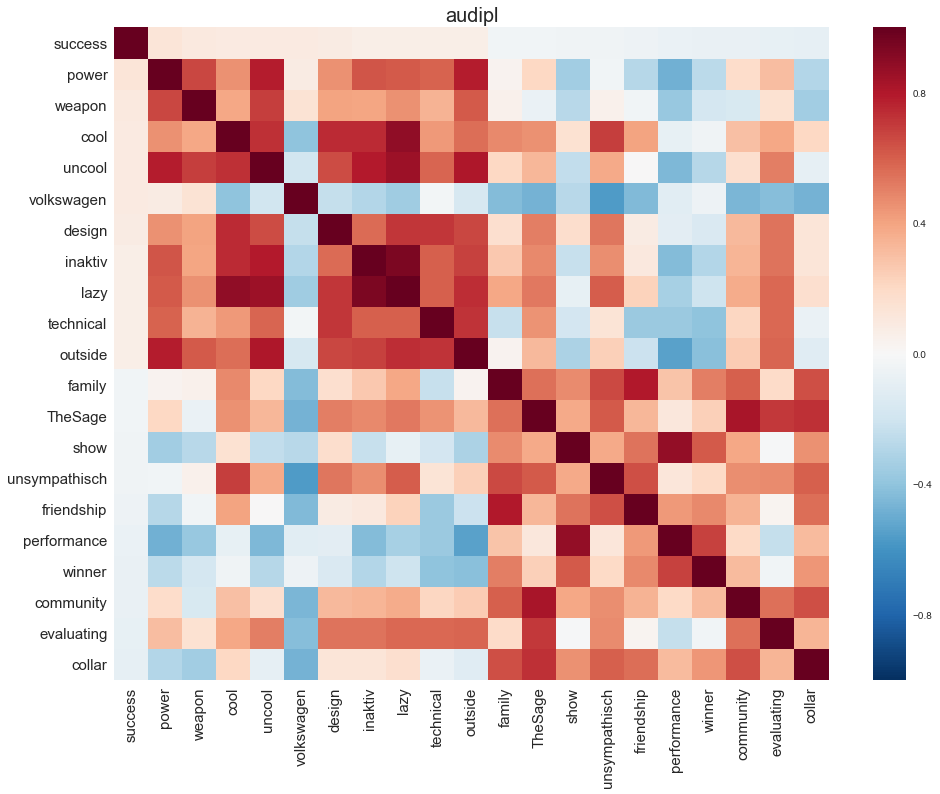 audipl
success
power
weapon
cool
uncool
volkswagen
design
inaktiv
lazy
technical
outside
family
TheSage
show
unsympathisch
friendship
performance
winner
community
evaluating
collar
0.8
0.4
0.0
−0.4
−0.8
success
power
weapon
cool
uncool
volkswagen
design
inaktiv
lazy
technical
outside
family
TheSage
show
unsympathisch
friendship
performance
winner
community
evaluating
collar